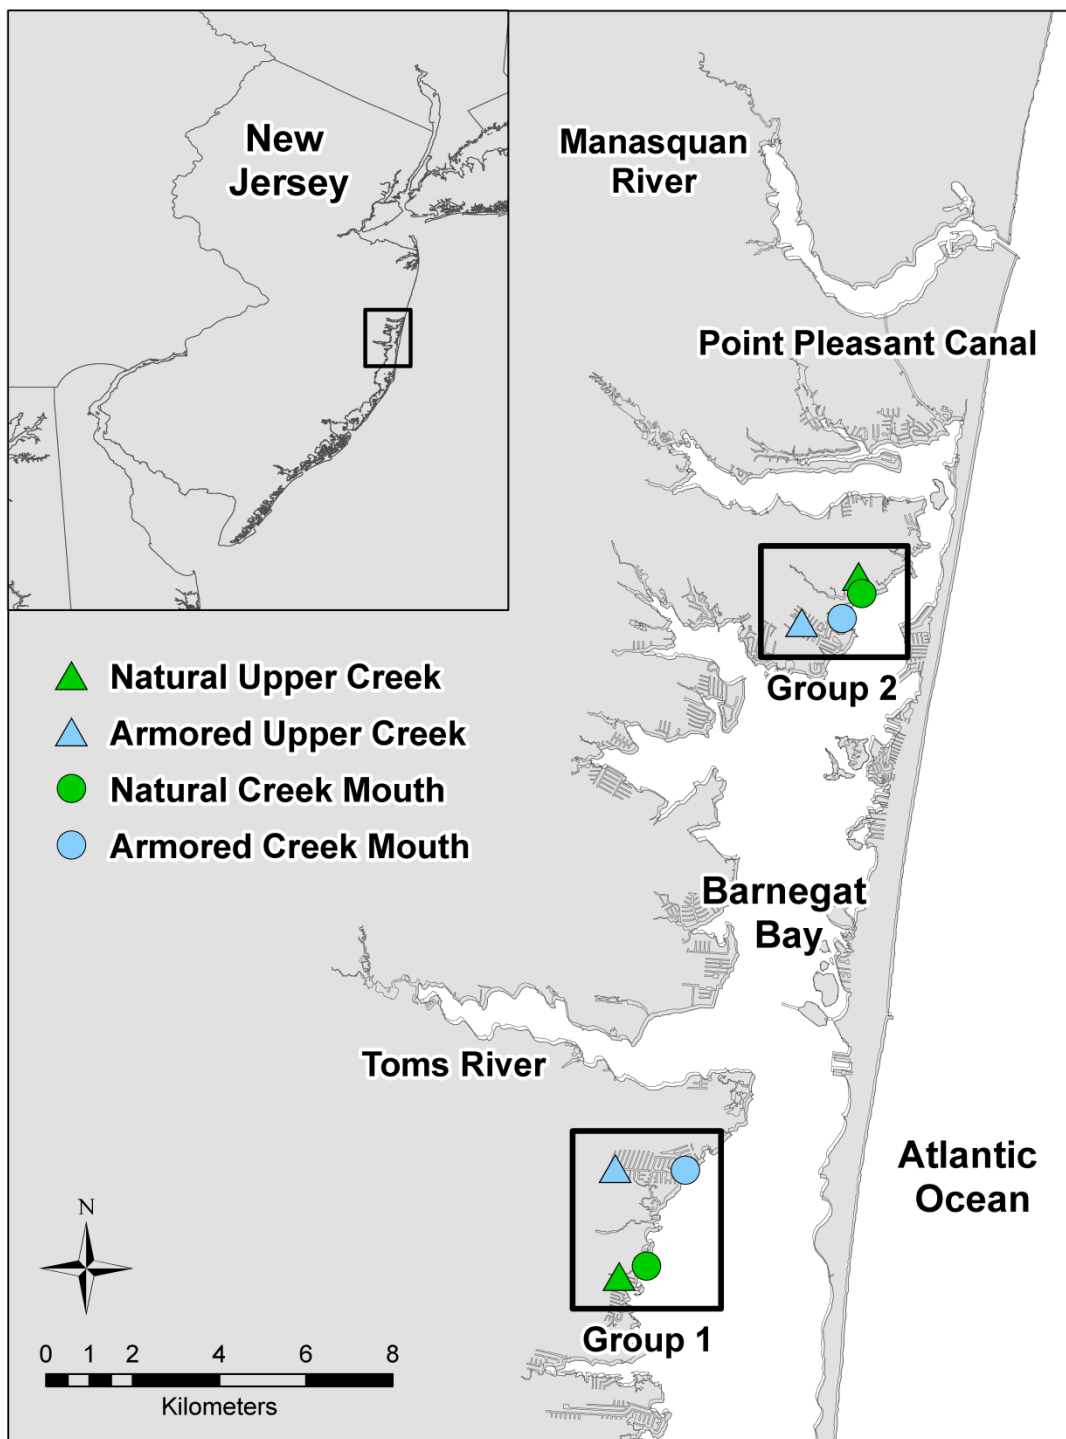 New
Jersey
Manasquan
River
Point Pleasant Canal
Group 2
Natural Upper Creek
Armored Upper Creek
Natural Creek Mouth
Armored Creek Mouth
Barnegat
Bay
Toms River
Atlantic
Ocean
N
Group 1
0 1 2 4 6 8
Kilometers